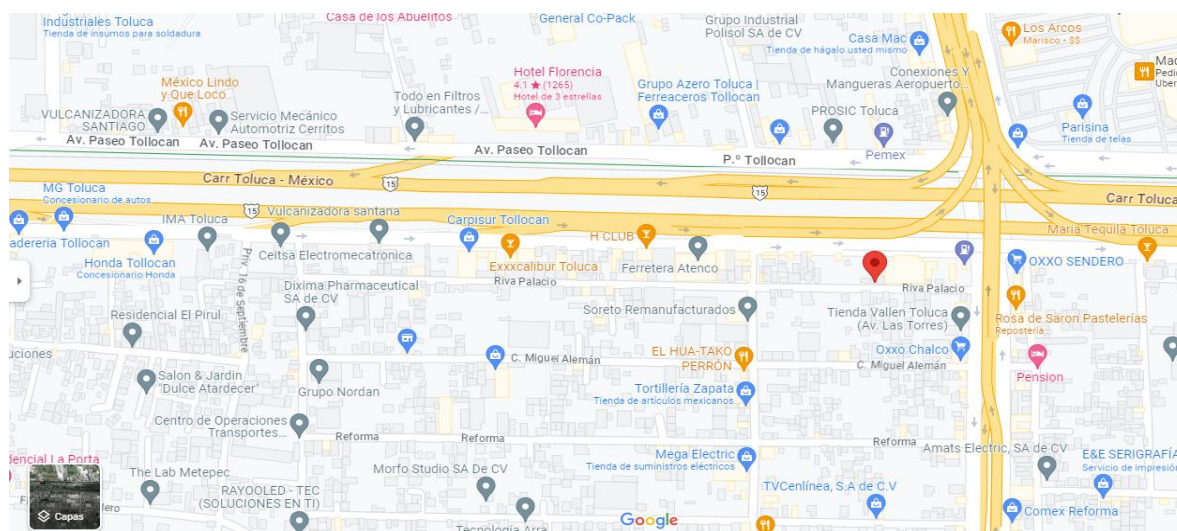 Industriales Toluca
Tienda de insumos para soldadura
Casa de los Abuelitos
General Co-Pack
Grupo Industrial
Polisol SA de CV
Casa Mac
Tienda de hágalo usted mismo
Los Arcos
Marisco - $$
Mad
Pedic
Uber
México Lindo
y Que Loco
Hotel Florencia
4.1 ★ (1265)
Hotel de 3 estrellas
Todo en Filtros
y Lubricantes /...
Grupo Azero Toluca |
Ferreaceros Tollocan
Conexiones Y
Mangueras Aeropuerto...
VULCANIZADORA
SANTIAGO
Servicio Mecánico
Automotriz Cerritos
PROSIC Toluca
Parisina
Tienda de telas
Av. Paseo Tollocan
Av. Paseo Tollocan
Av. Paseo Tollocan
P.º Tollocan
Pemex
Carr Toluca - México
15
15
Carr Toluca
MG Toluca
Concesionario de autos
15
IMA Toluca
Vulcanizadora santana
Carpisur Tollocan
H CLUB
Maria Tequila Toluca
adereria Tollocan
Honda Tollocan
Concesionario Honda
Priv. 16 de Septiembre
Ceitsa Electromecatronica
Exxxcalibur Toluca
Ferretera Atenco
OXXO SENDERO
Dixima Pharmaceutical
SA de CV
Riva Palacio
Riva Palacio
Residencial El Pirul
Soreto Remanufacturados
Tienda Vallen Toluca
(Av. Las Torres)
Rosa de Saron Pastelerías
Repostería
uciones
C. Miguel Alemán
EL HUA-TAKO
PERRÓN
Oxxo Chalco
C. Miguel Alemán
Pension
Salon & Jardin
"Dulce Atardecer"
Grupo Nordan
Tortillería Zapata
Tienda de artículos mexicanos
Centro de Operaciones
Transportes...
Reforma
Reforma
Reforma
Amats Electric, SA de CV
dencial La Porta
The Lab Metepec
Morfo Studio SA De CV
Mega Electric
Tienda de suministros eléctricos
E&E SERIGRAFÍA
Servicio de impresión
RAYOOLED - TEC
(SOLUCIONES EN TI)
TVCenlínea, S.A de C.V
Comex Reforma
Capas
Google
Tecnología Arra